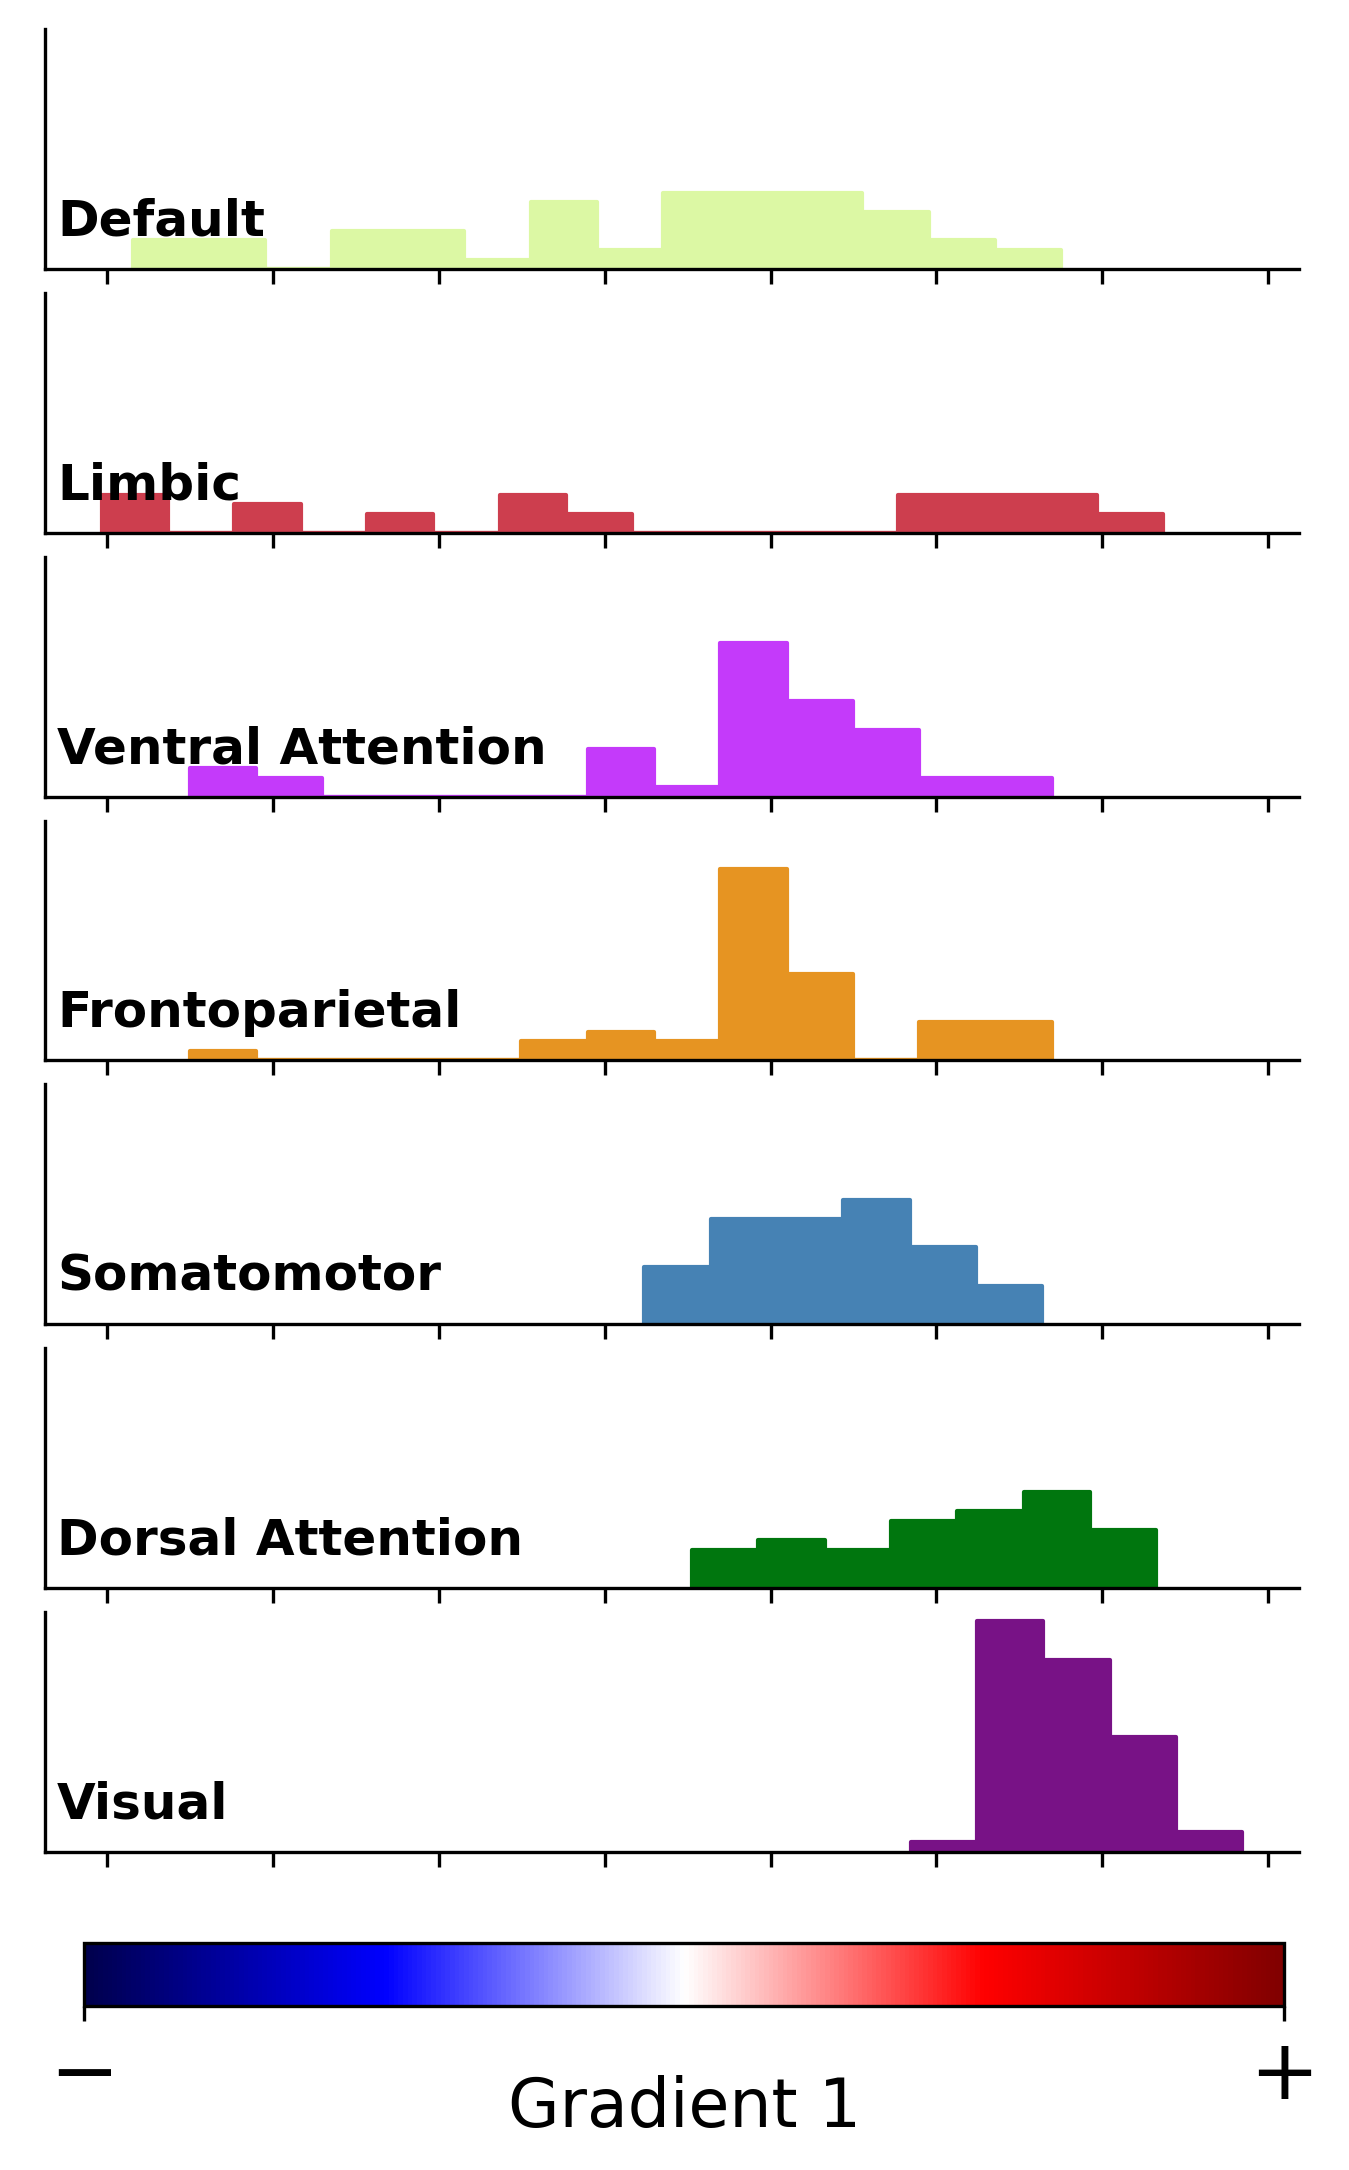 Default
Limbic
Ventral Attention
Frontoparietal
Somatomotor
Dorsal Attention
Visual
− +
Gradient 1